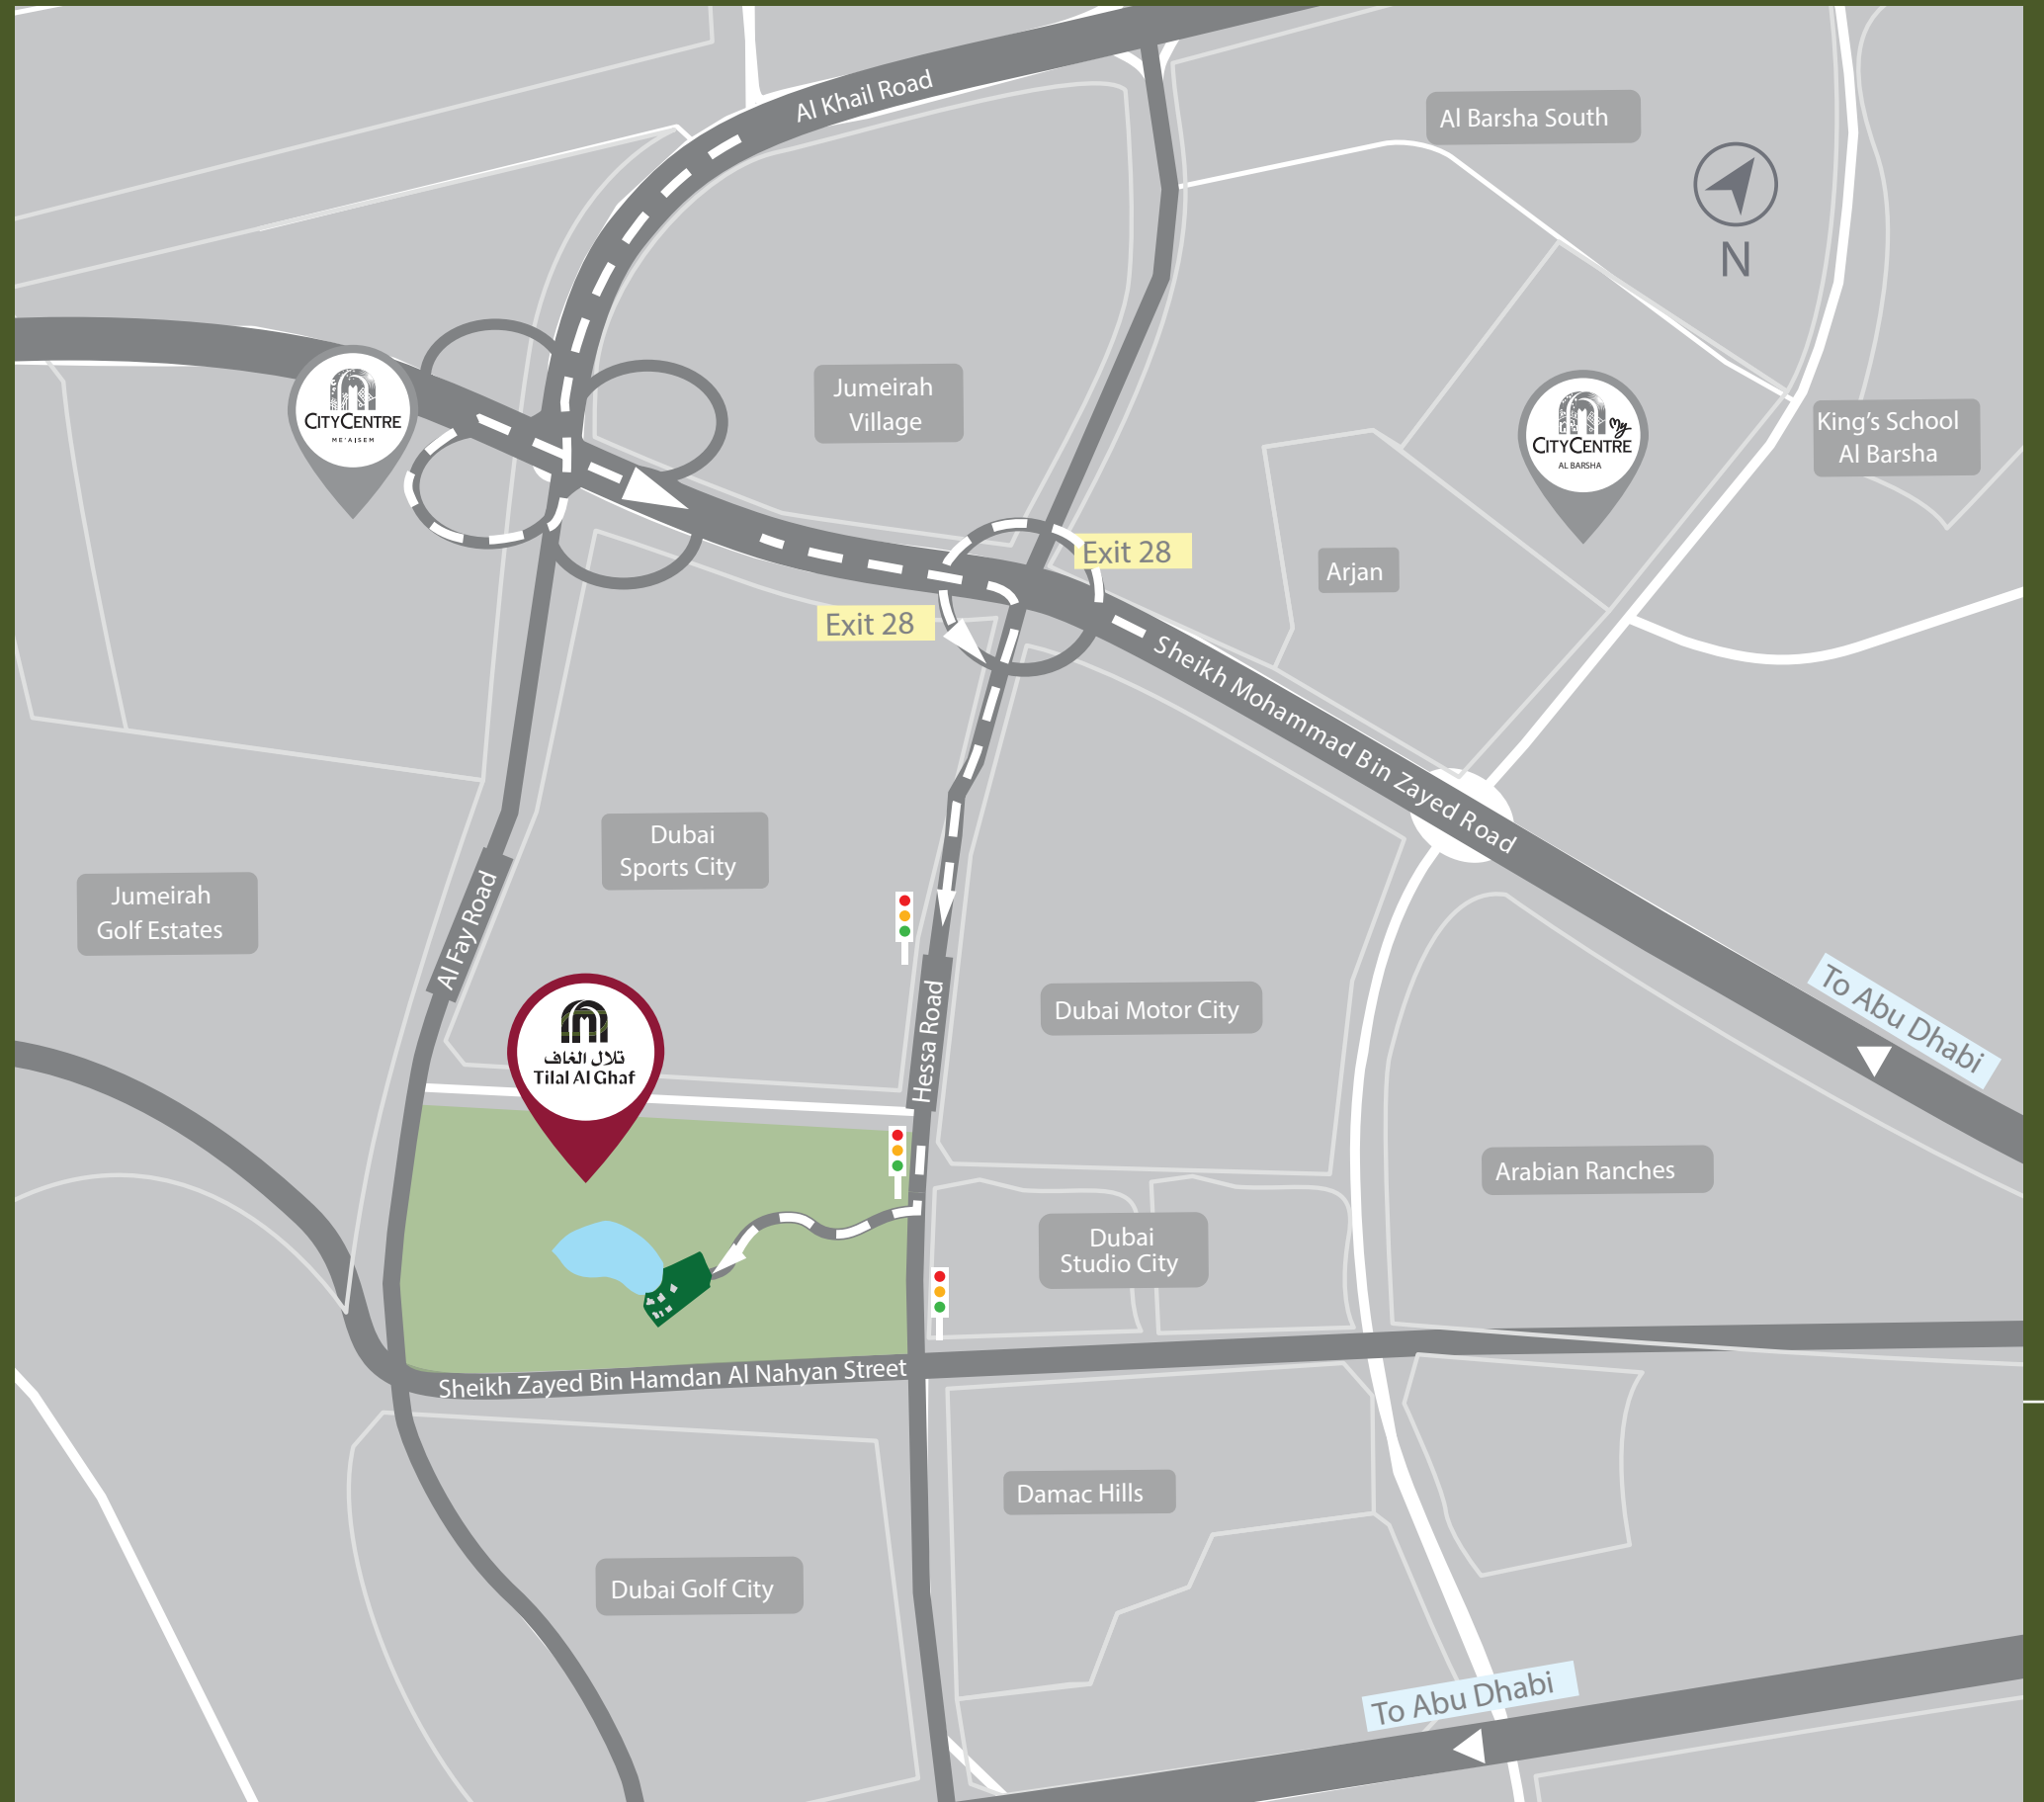 Al Khail Road
Al Barsha South
N
Jumeirah
Village
CITY CENTRE
ME'AISEM
My
CITY CENTRE
AL BARSHA
King's School
Al Barsha
Exit 28
Arjan
Exit 28
Sheikh Mohammad Bin Zayed Road
Dubai
Sports City
Jumeirah
Golf Estates
Al Fay Road
To Abu Dhabi
Hessa Road
Dubai Motor City
تلال الغاف
Tilal Al Ghaf
Arabian Ranches
Dubai
Studio City
Sheikh Zayed Bin Hamdan Al Nahyan Street
Damac Hills
Dubai Golf City
To Abu Dhabi